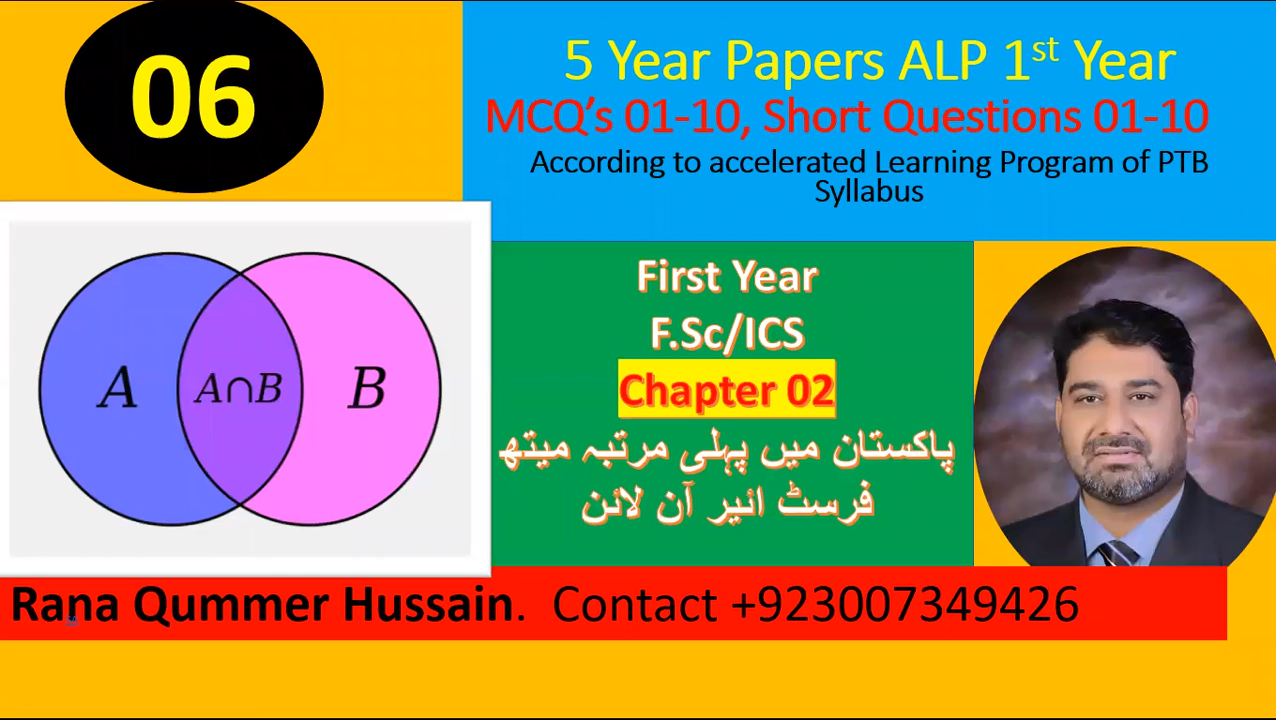 06
5 Year Papers ALP 1st Year
MCQ's 01-10, Short Questions 01-10
According to accelerated Learning Program of PTB
Syllabus
A
A∩B
B
First Year
F.Sc/ICS
Chapter 02
پاکستان میں پہلی مرتبہ میتھ
فرسٹ ائیر آن لائن
Rana Qummer Hussain. Contact +923007349426